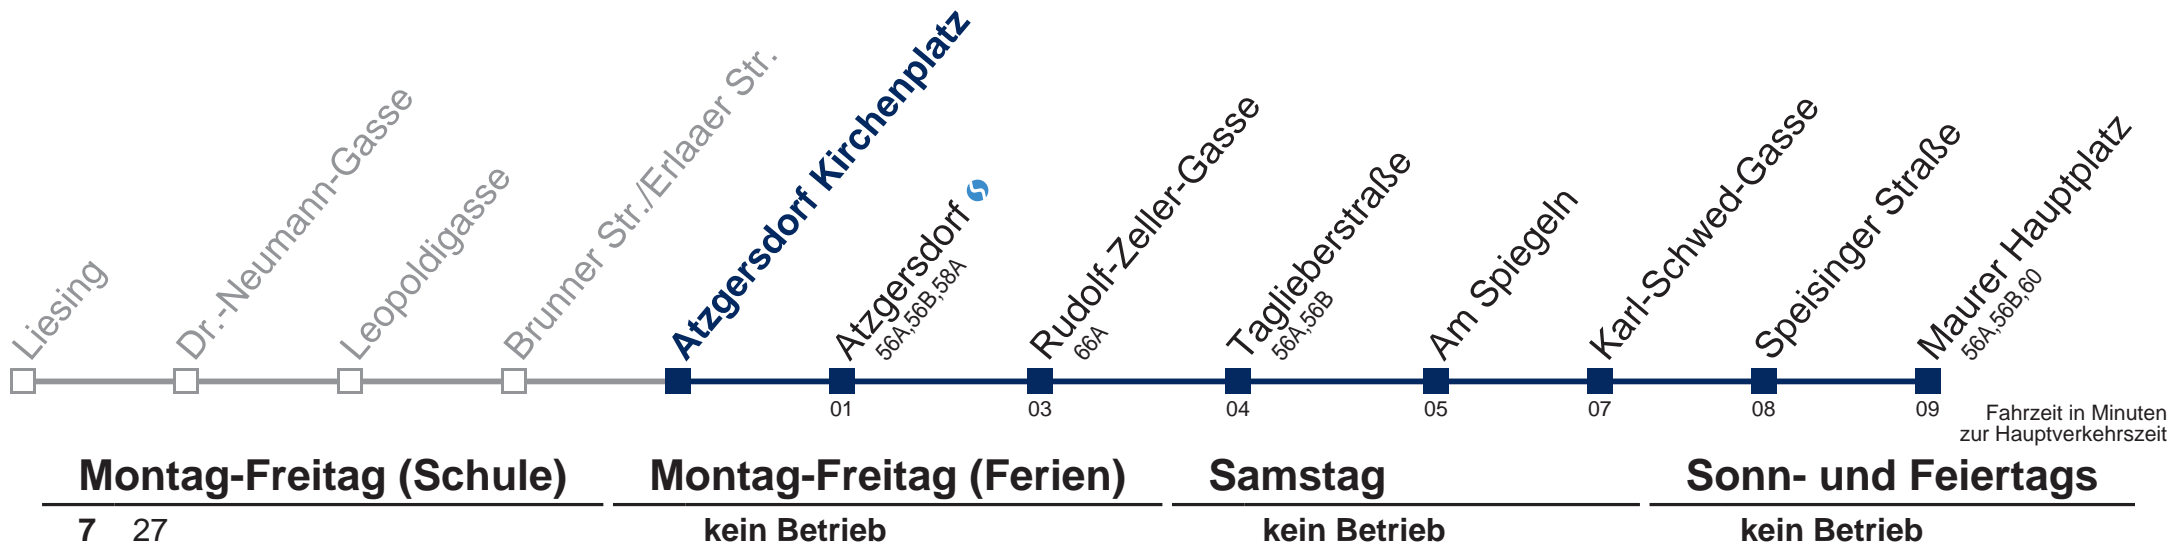 Liesing
Dr.-Neumann-Gasse
Leopoldigasse
Brunner Str./Erlaaer Str.
Atzgersdorf Kirchenplatz
Atzgersdorf
56A,56B,58A
Rudolf-Zeller-Gasse
66A
Taglieberstraße
56A,56B
Am Spiegeln
Karl-Schwed-Gasse
Speisinger Straße
Maurer Hauptplatz
56A,56B,60
01 03 04 05 07 08 09
Fahrzeit in Minuten
zur Hauptverkehrszeit
Montag-Freitag (Schule) Montag-Freitag (Ferien) Samstag Sonn- und Feiertags
7 27 kein Betrieb kein Betrieb kein Betrieb